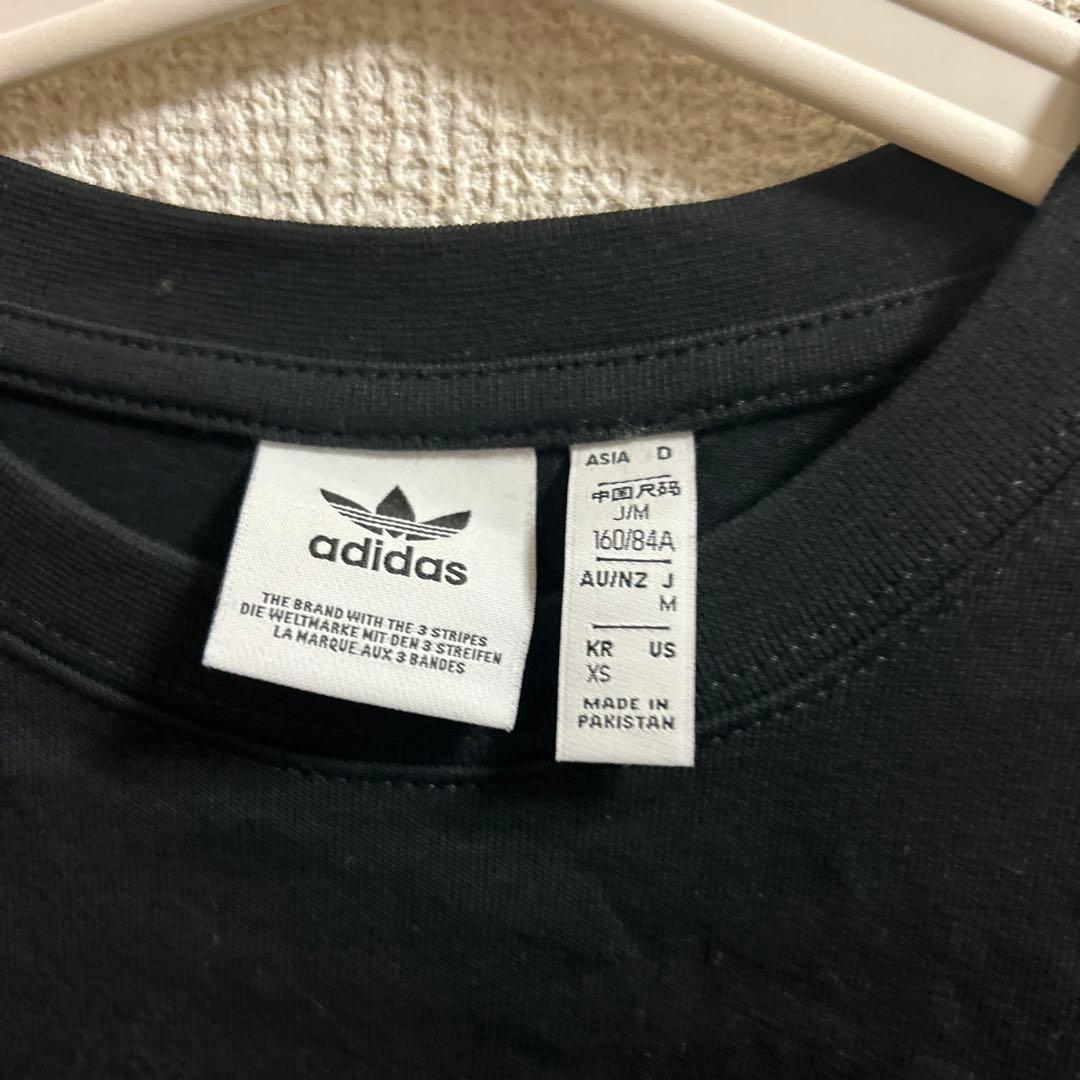 adidas
THE BRAND WITH THE 3 STRIPES
DIE WELTMARKE MIT DEN 3 STREIFEN
LA MARQUE AUX 3 BANDES
ASIA D
中国尺码
J/M
160/84A
AU/NZ J
M
KR US
XS
MADE IN
PAKISTAN